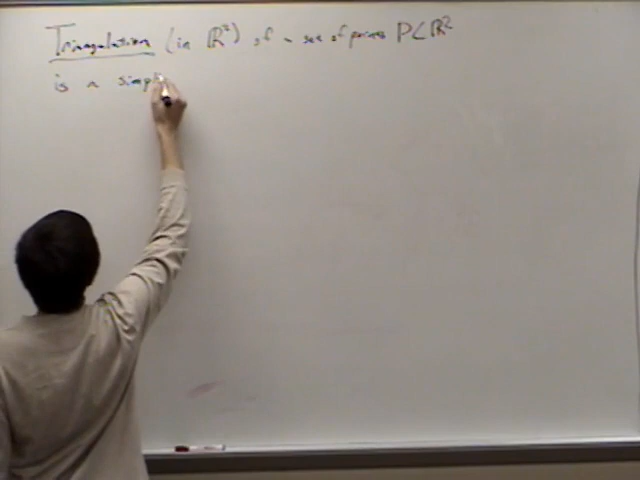 Triangulation (in ℝ²) of a set of points P⊂ℝ²
is a simpl